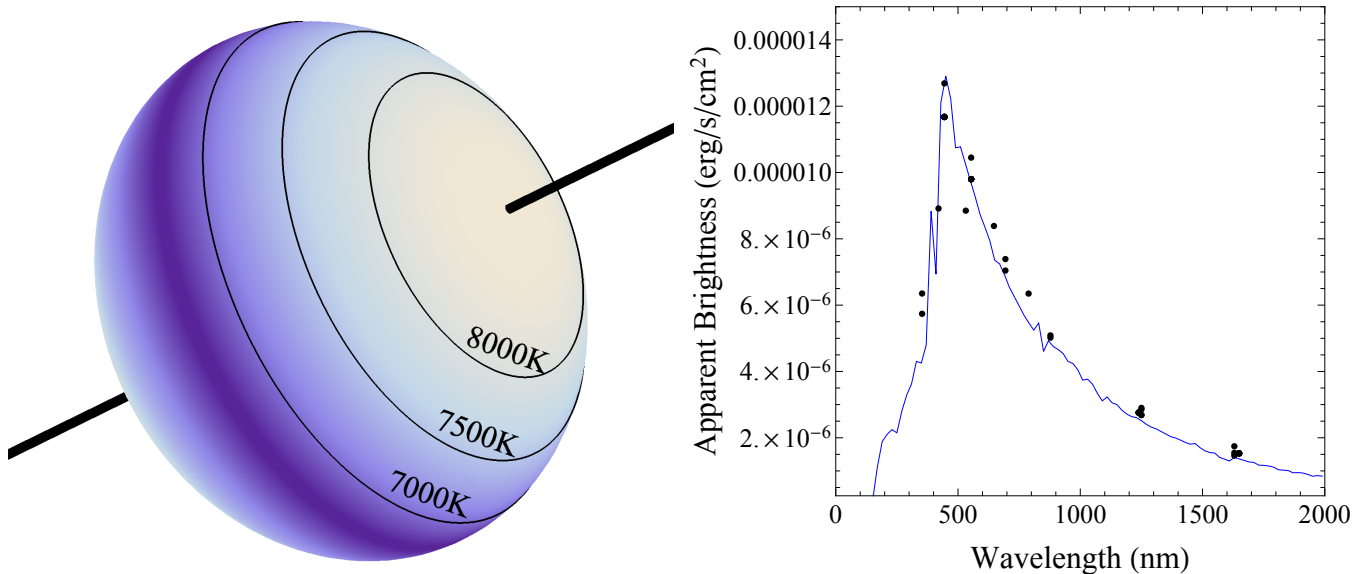 8000K
7500K
7000K
Apparent Brightness (erg/s/cm²)
0.000014
0.000012
0.000010
8.×10⁻⁶
6.×10⁻⁶
4.×10⁻⁶
2.×10⁻⁶
0 500 1000 1500 2000
Wavelength (nm)